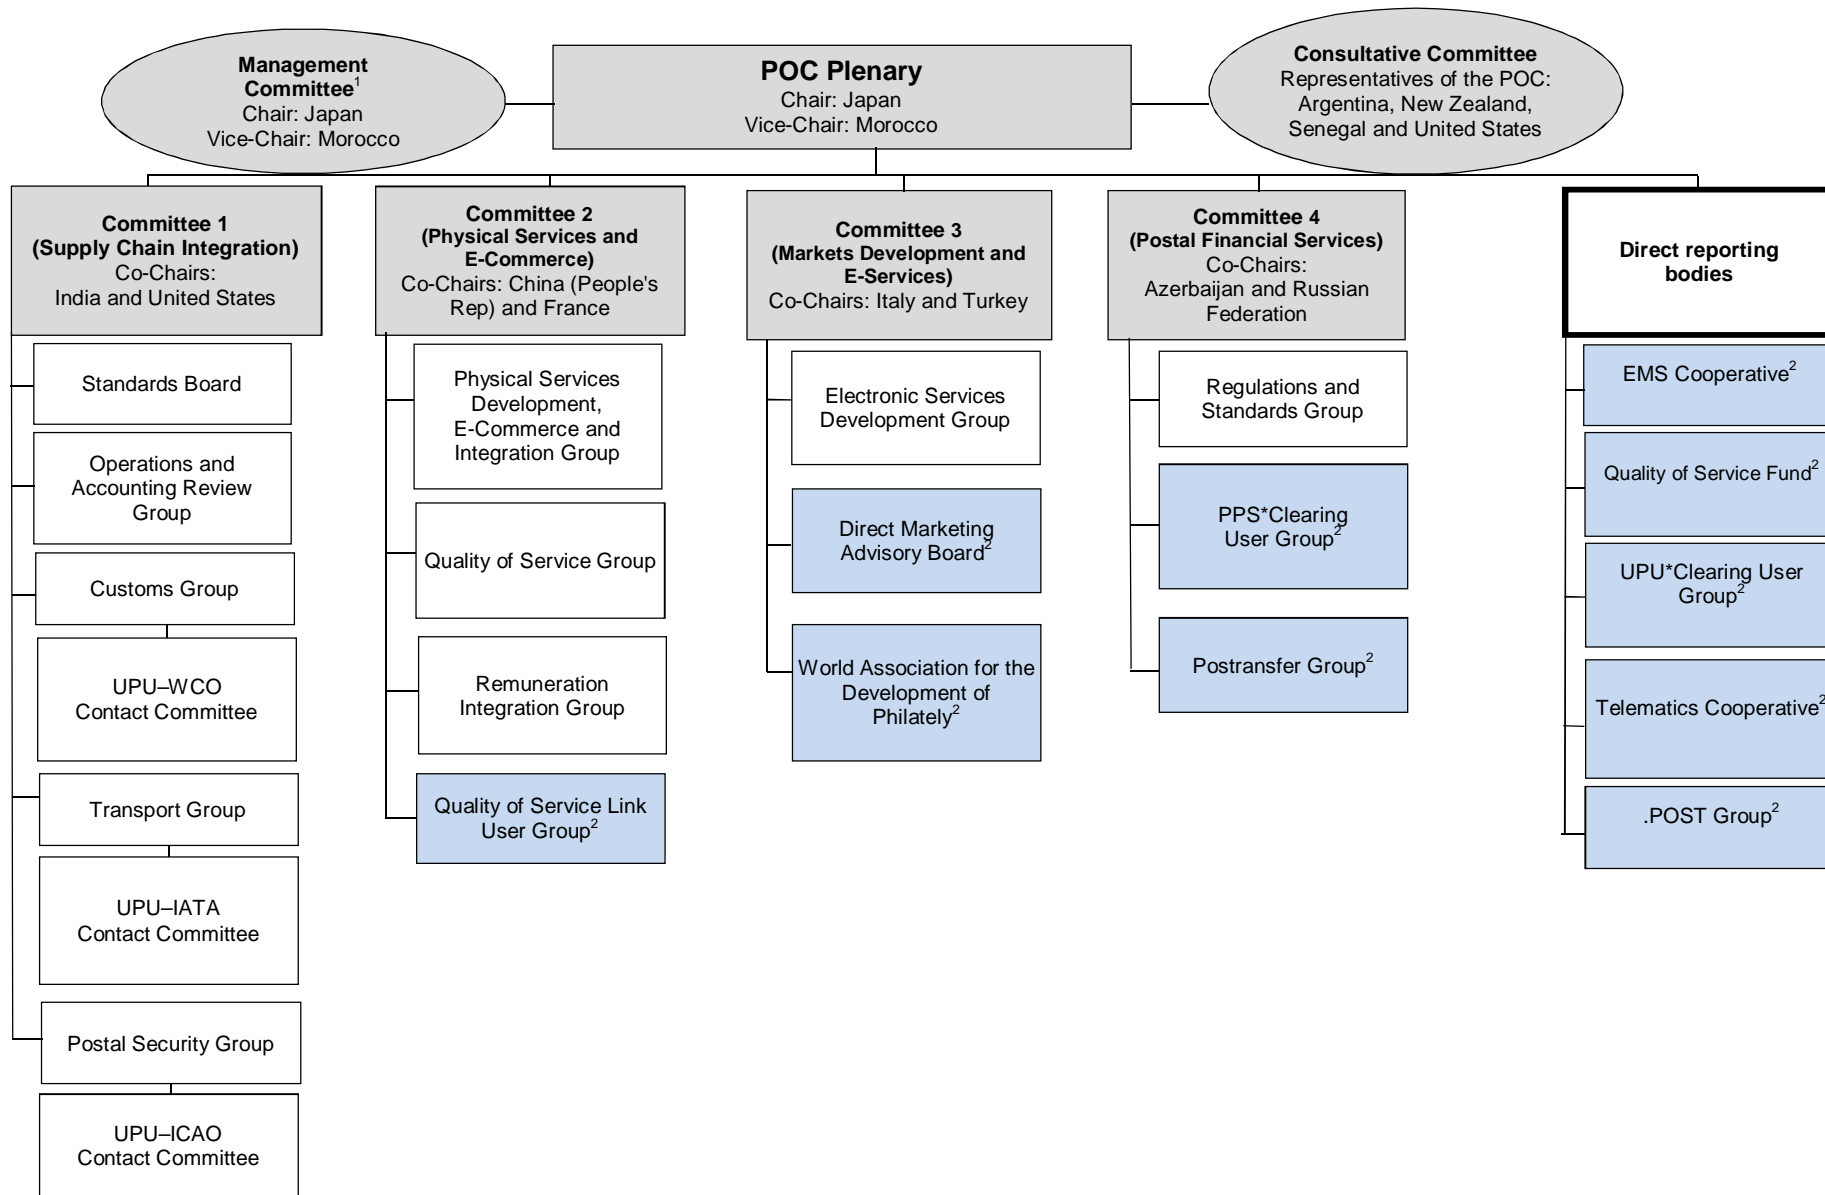 Management
Committee¹
Chair: Japan
Vice-Chair: Morocco
POC Plenary
Chair: Japan
Vice-Chair: Morocco
Consultative Committee
Representatives of the POC:
Argentina, New Zealand,
Senegal and United States
Committee 1
(Supply Chain Integration)
Co-Chairs:
India and United States
Standards Board
Operations and
Accounting Review
Group
Customs Group
UPU–WCO
Contact Committee
Transport Group
UPU–IATA
Contact Committee
Postal Security Group
UPU–ICAO
Contact Committee
Committee 2
(Physical Services and
E-Commerce)
Co-Chairs: China (People's
Rep) and France
Physical Services
Development,
E-Commerce and
Integration Group
Quality of Service Group
Remuneration
Integration Group
Quality of Service Link
User Group²
Committee 3
(Markets Development and
E-Services)
Co-Chairs: Italy and Turkey
Electronic Services
Development Group
Direct Marketing
Advisory Board²
World Association for the
Development of
Philately²
Committee 4
(Postal Financial Services)
Co-Chairs:
Azerbaijan and Russian
Federation
Regulations and
Standards Group
PPS*Clearing
User Group²
Postransfer Group²
Direct reporting
bodies
EMS Cooperative²
Quality of Service Fund²
UPU*Clearing User
Group²
Telematics Cooperative²
.POST Group²